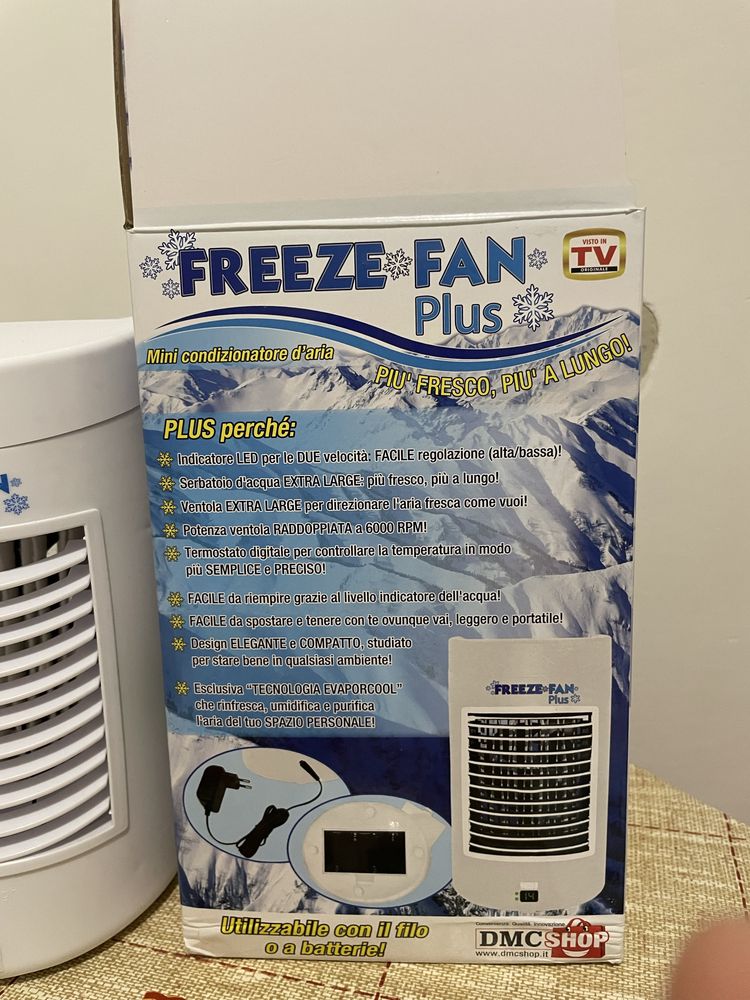 FREEZE FAN
Plus
VISTO IN
TV
ORIGINALE
Mini condizionatore d'aria
PIU' FRESCO, PIU' A LUNGO!
PLUS perché:
Indicatore LED per le DUE velocità: FACILE regolazione (alta/bassa)!
Serbatoio d'acqua EXTRA LARGE: più fresco, più a lungo!
Ventola EXTRA LARGE per direzionare l'aria fresca come vuoi!
Potenza ventola RADDOPPIATA a 6000 RPM!
Termostato digitale per controllare la temperatura in modo
più SEMPLICE e PRECISO!
FACILE da riempire grazie al livello indicatore dell'acqua!
FACILE da spostare e tenere con te ovunque vai, leggero e portatile!
Design ELEGANTE e COMPATTO, studiato
per stare bene in qualsiasi ambiente!
Esclusiva "TECNOLOGIA EVAPORCOOL"
che rinfresca, umidifica e purifica
l'aria del tuo SPAZIO PERSONALE!
FREEZE FAN
Plus
14
Utilizzabile con il filo
o a batterie!
Convenienza Qualità Innovazione
DMCSHOP
www.dmcshop.it
N